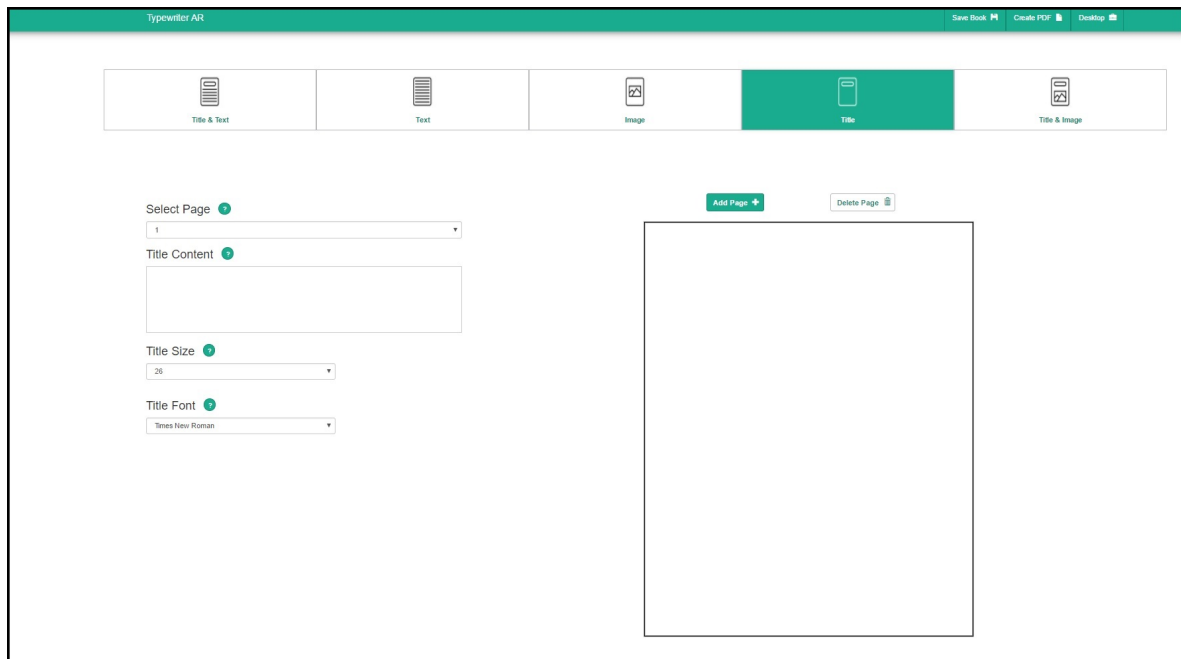 Typewriter AR
Save Book
Create PDF
Desktop
Title & Text
Text
Image
Title
Title & Image
Select Page ?
1
Title Content ?
Title Size ?
26
Title Font ?
Times New Roman
Add Page +
Delete Page